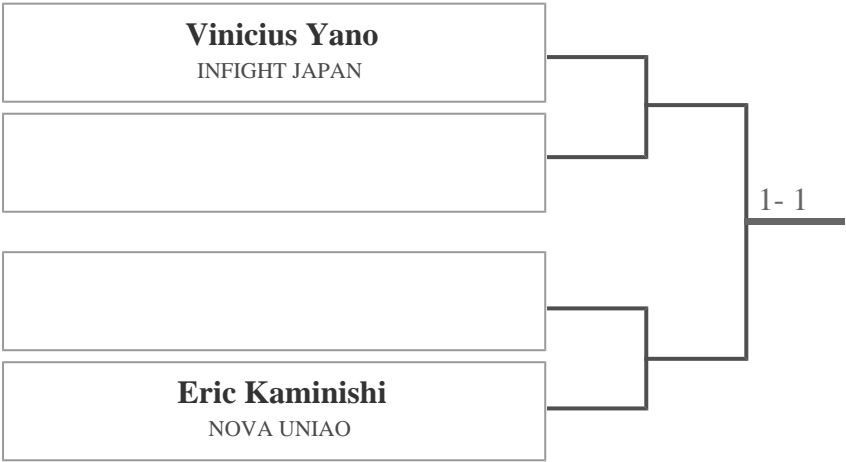 Vinicius Yano
INFIGHT JAPAN
1- 1
Eric Kaminishi
NOVA UNIAO